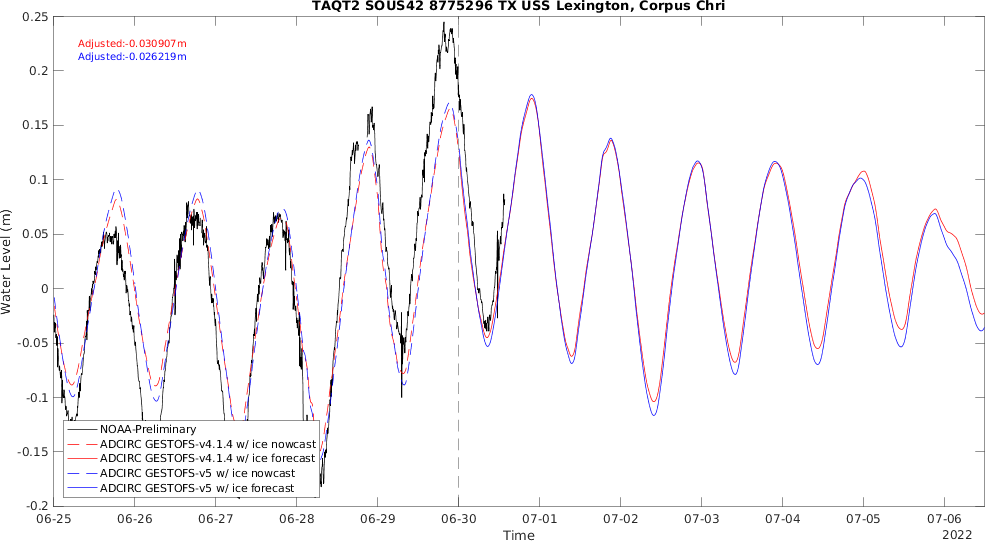 TAQT2 SOUS42 8775296 TX USS Lexington, Corpus Chri
Adjusted:-0.030907m
Adjusted:-0.026219m
0.25
0.2
0.15
0.1
0.05
0
-0.05
-0.1
-0.15
-0.2
Water Level (m)
NOAA-Preliminary
ADCIRC GESTOFS-v4.1.4 w/ ice nowcast
ADCIRC GESTOFS-v4.1.4 w/ ice forecast
ADCIRC GESTOFS-v5 w/ ice nowcast
ADCIRC GESTOFS-v5 w/ ice forecast
06-25 06-26 06-27 06-28 06-29 06-30 07-01 07-02 07-03 07-04 07-05 07-06
Time
2022